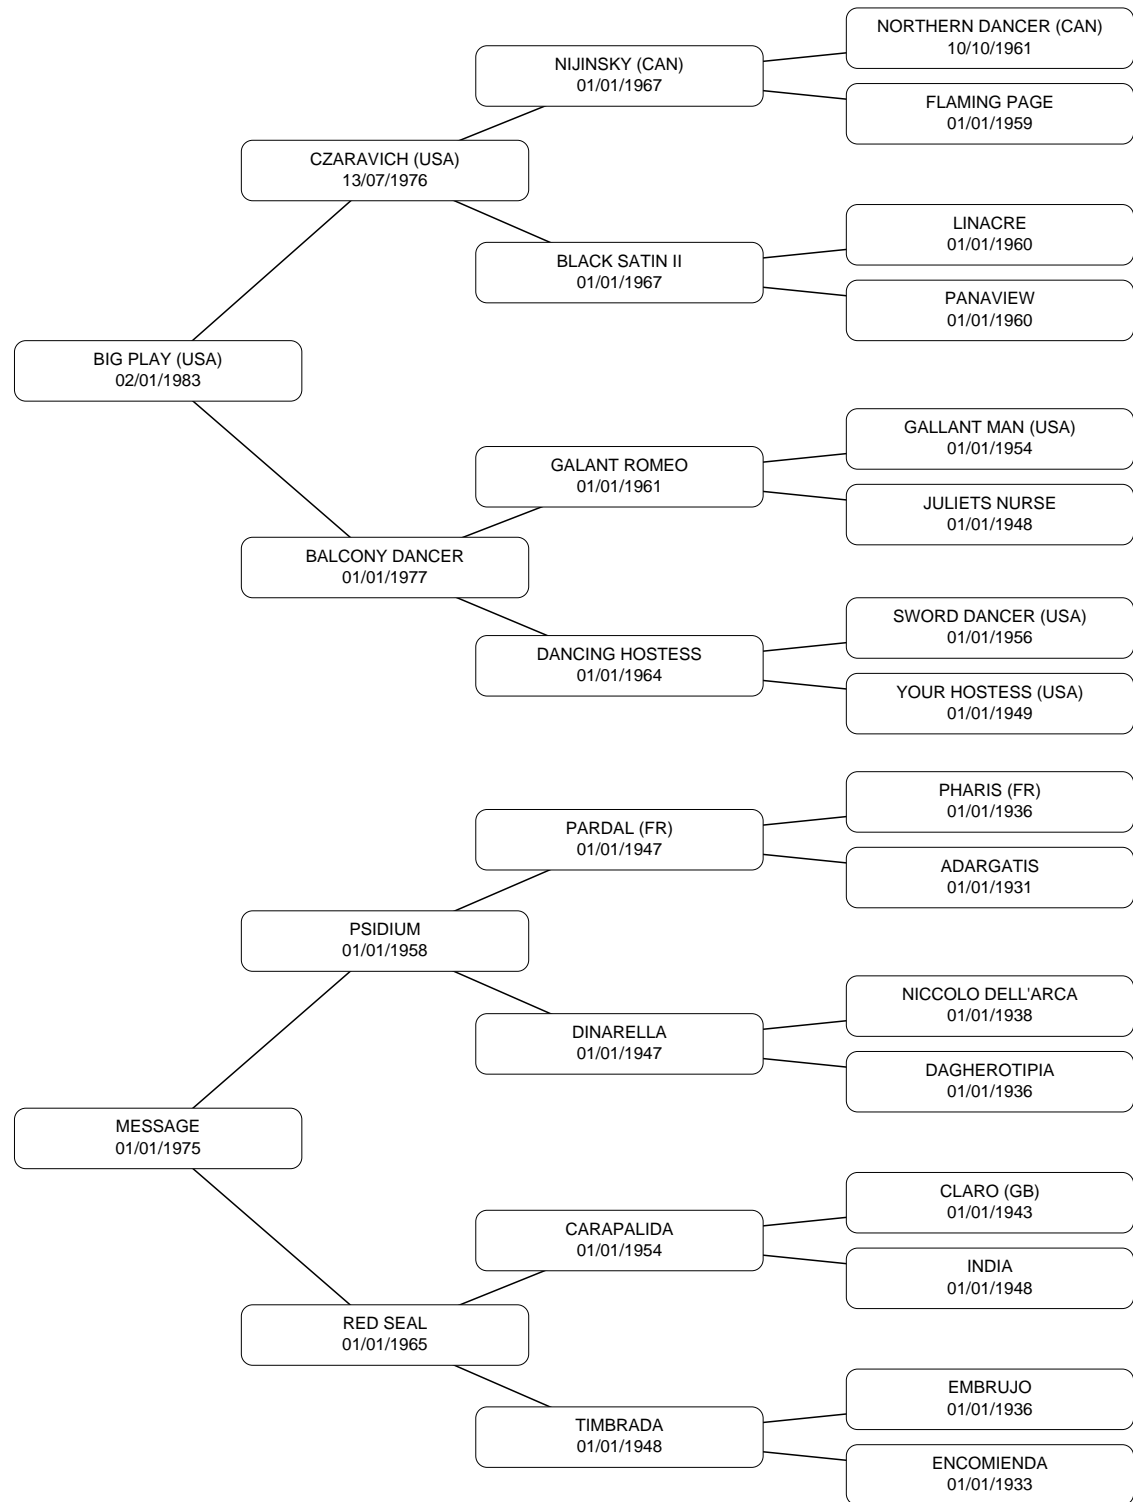 NORTHERN DANCER (CAN)
10/10/1961
NIJINSKY (CAN)
01/01/1967
FLAMING PAGE
01/01/1959
CZARAVICH (USA)
13/07/1976
LINACRE
01/01/1960
BLACK SATIN II
01/01/1967
PANAVIEW
01/01/1960
BIG PLAY (USA)
02/01/1983
GALLANT MAN (USA)
01/01/1954
GALANT ROMEO
01/01/1961
JULIETS NURSE
01/01/1948
BALCONY DANCER
01/01/1977
SWORD DANCER (USA)
01/01/1956
DANCING HOSTESS
01/01/1964
YOUR HOSTESS (USA)
01/01/1949
PHARIS (FR)
01/01/1936
PARDAL (FR)
01/01/1947
ADARGATIS
01/01/1931
PSIDIUM
01/01/1958
NICCOLO DELL'ARCA
01/01/1938
DINARELLA
01/01/1947
DAGHEROTIPIA
01/01/1936
MESSAGE
01/01/1975
CLARO (GB)
01/01/1943
CARAPALIDA
01/01/1954
INDIA
01/01/1948
RED SEAL
01/01/1965
EMBRUJO
01/01/1936
TIMBRADA
01/01/1948
ENCOMIENDA
01/01/1933